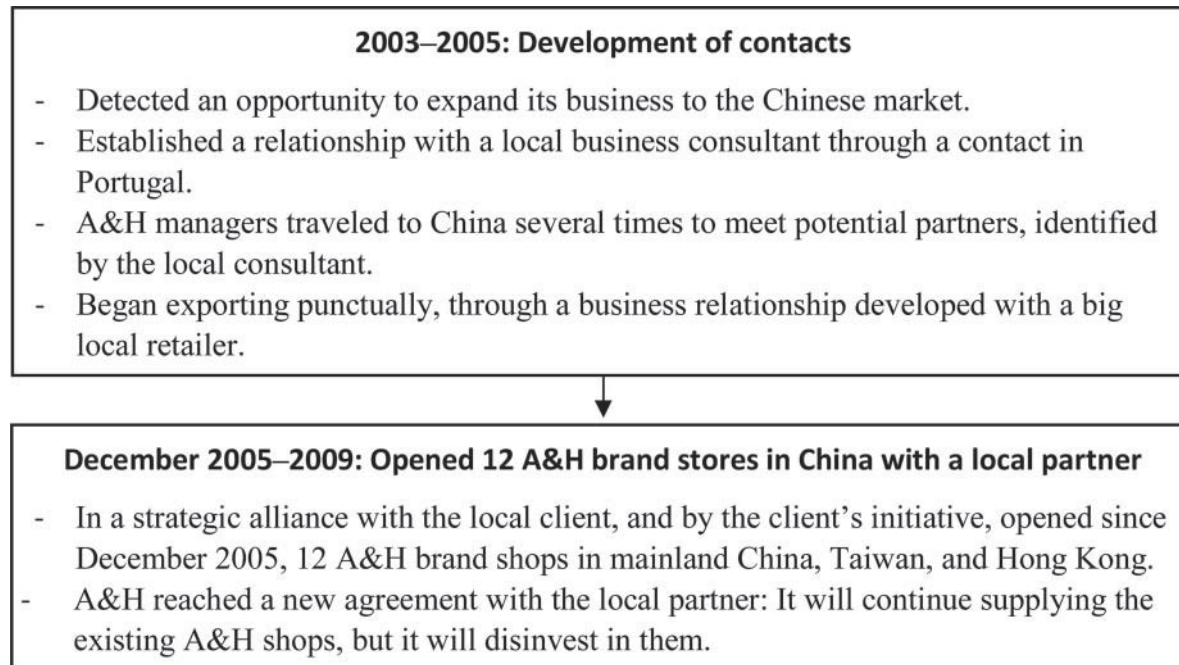 2003–2005: Development of contacts
- Detected an opportunity to expand its business to the Chinese market.
- Established a relationship with a local business consultant through a contact in
Portugal.
- A&H managers traveled to China several times to meet potential partners, identified
by the local consultant.
- Began exporting punctually, through a business relationship developed with a big
local retailer.
December 2005–2009: Opened 12 A&H brand stores in China with a local partner
- In a strategic alliance with the local client, and by the client’s initiative, opened since
December 2005, 12 A&H brand shops in mainland China, Taiwan, and Hong Kong.
- A&H reached a new agreement with the local partner: It will continue supplying the
existing A&H shops, but it will disinvest in them.